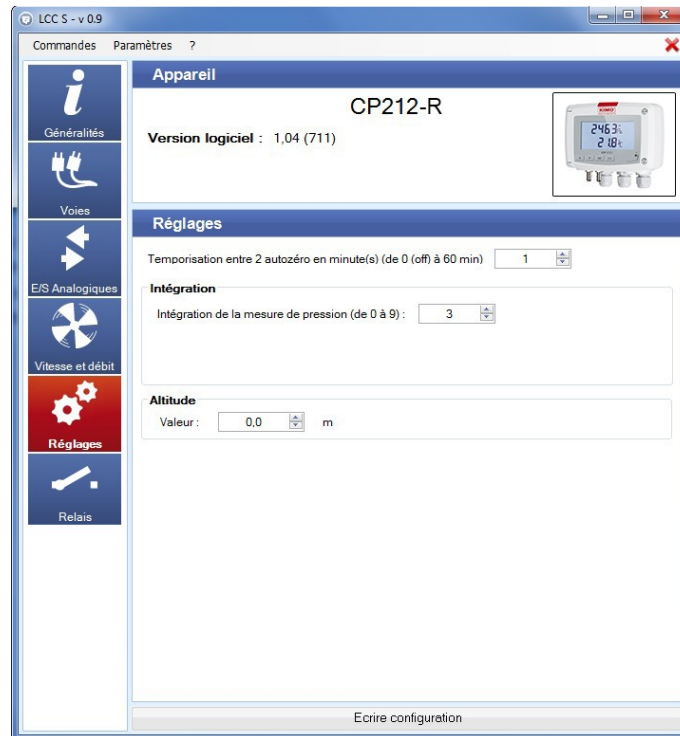 LCC S - v 0.9
Commandes Paramètres ?
Appareil
CP212-R
Version logiciel : 1,04 (711)
KIMO
Généralités
Voies
E/S Analogiques
Vitesse et débit
Réglages
Relais
Réglages
Temporisation entre 2 autozéro en minute(s) (de 0 (off) à 60 min) 1
Intégration
Intégration de la mesure de pression (de 0 à 9) : 3
Altitude
Valeur : 0,0 m
Ecrire configuration